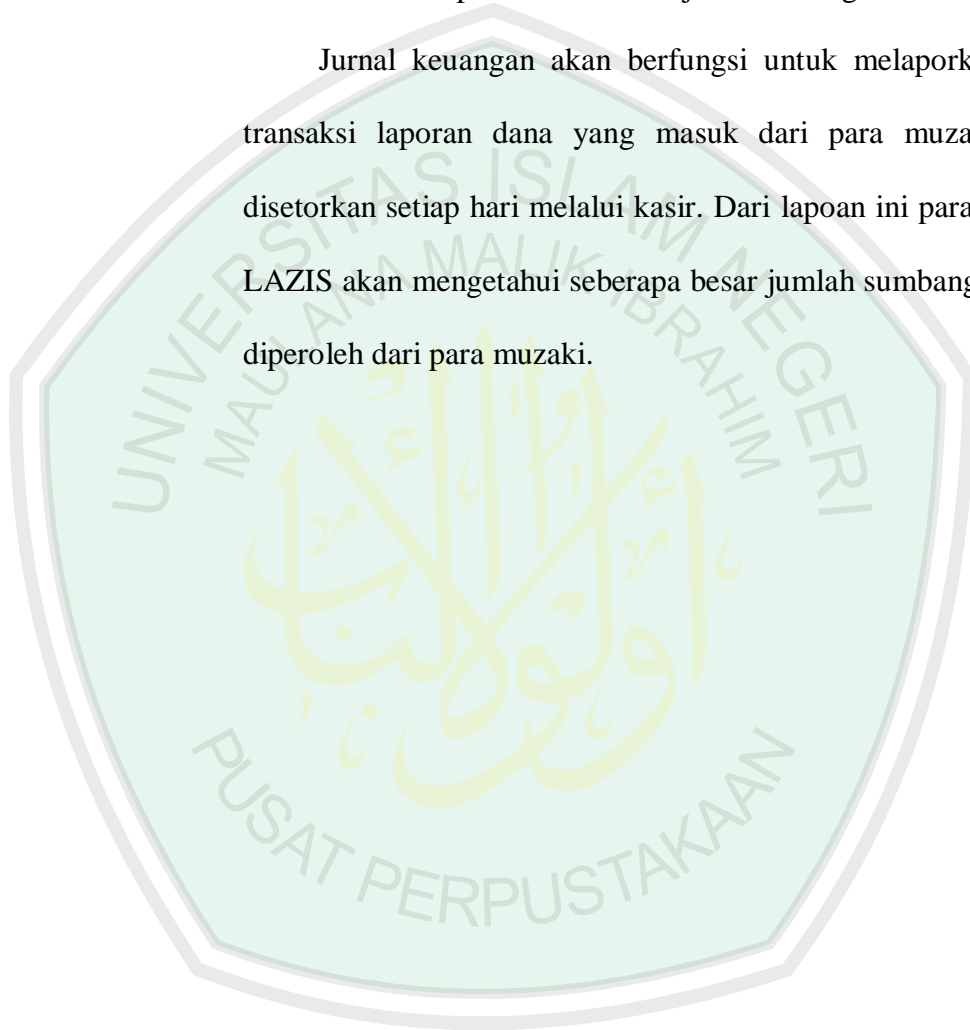 Jurnal keuangan akan berfungsi untuk melapork
transaksi laporan dana yang masuk dari para muza
disetorkan setiap hari melalui kasir. Dari lapoan ini para
LAZIS akan mengetahui seberapa besar jumlah sumbang
diperoleh dari para muzaki.
UNIVERSITAS ISLAM NEGERI
MAULANA MALIK IBRAHIM
أولوا الألباب
PUSAT PERPUSTAKAAN